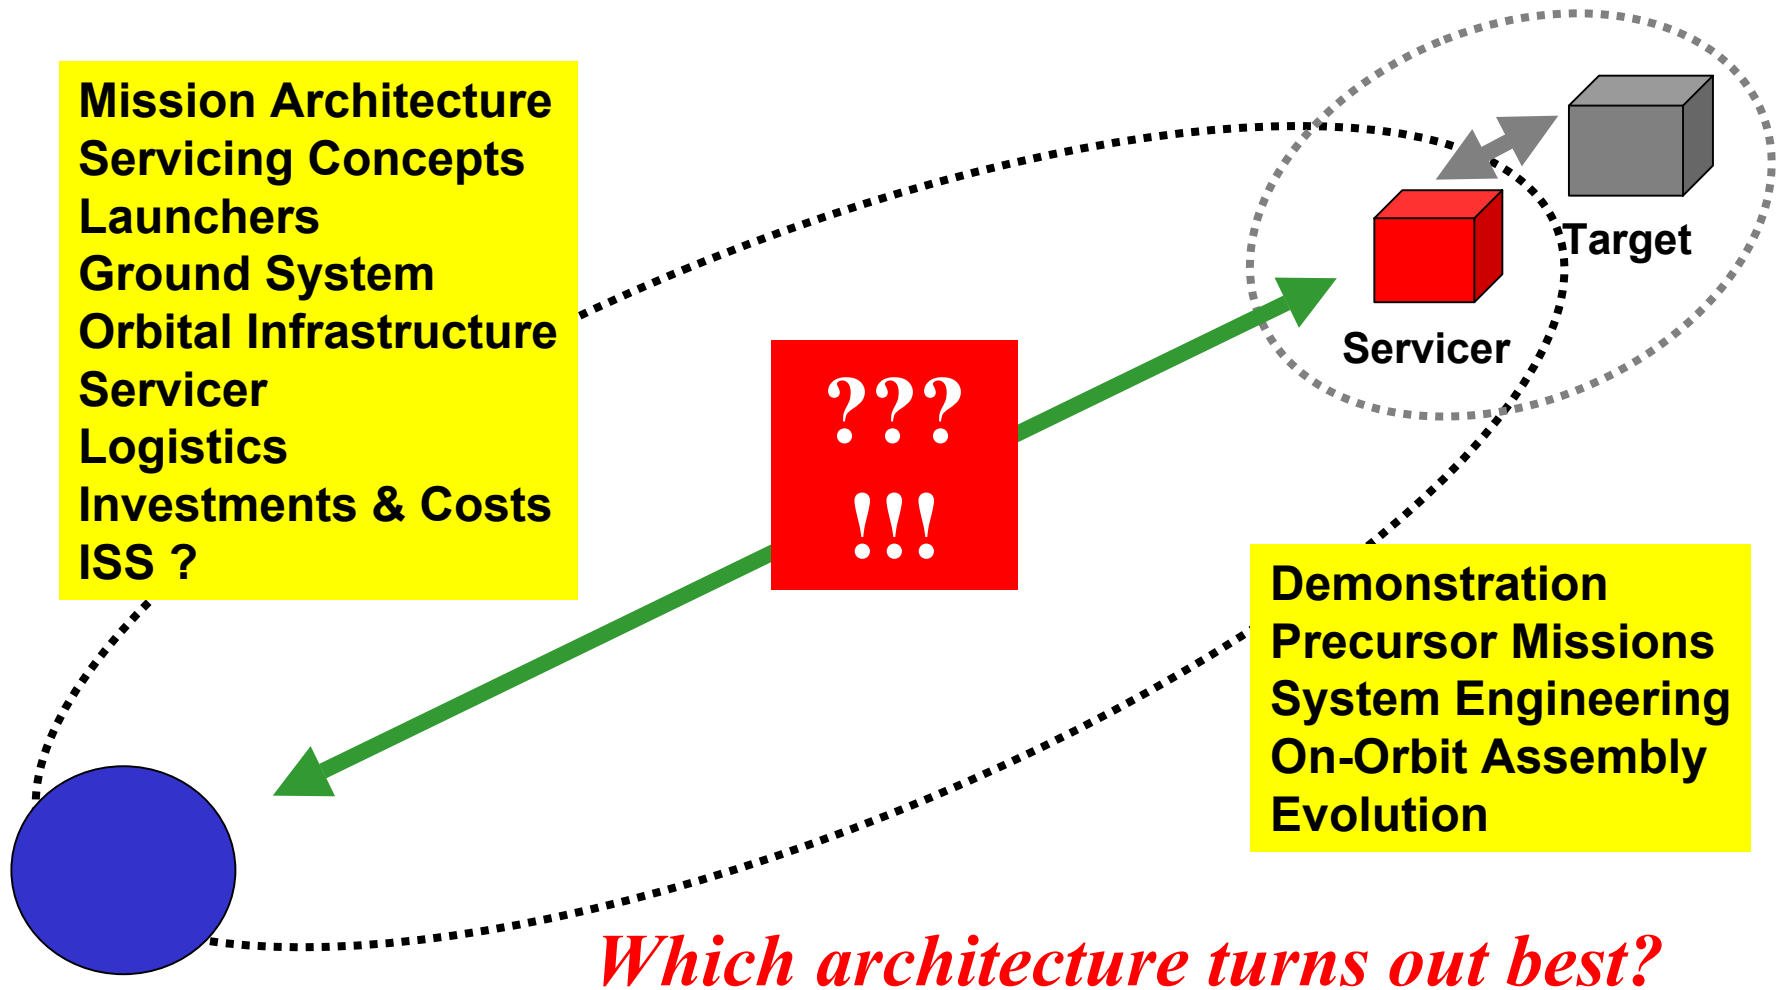 Mission Architecture
Servicing Concepts
Launchers
Ground System
Orbital Infrastructure
Servicer
Logistics
Investments & Costs
ISS ?
Target
Servicer
???
!!!
Demonstration
Precursor Missions
System Engineering
On-Orbit Assembly
Evolution
Which architecture turns out best?